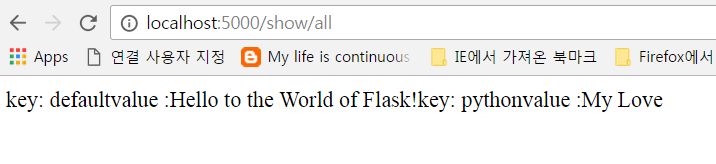 localhost:5000/show/all
Apps 연결 사용자 지정 My life is continuous IE에서 가져온 북마크 Firefox에서
key: defaultvalue :Hello to the World of Flask!key: pythonvalue :My Love